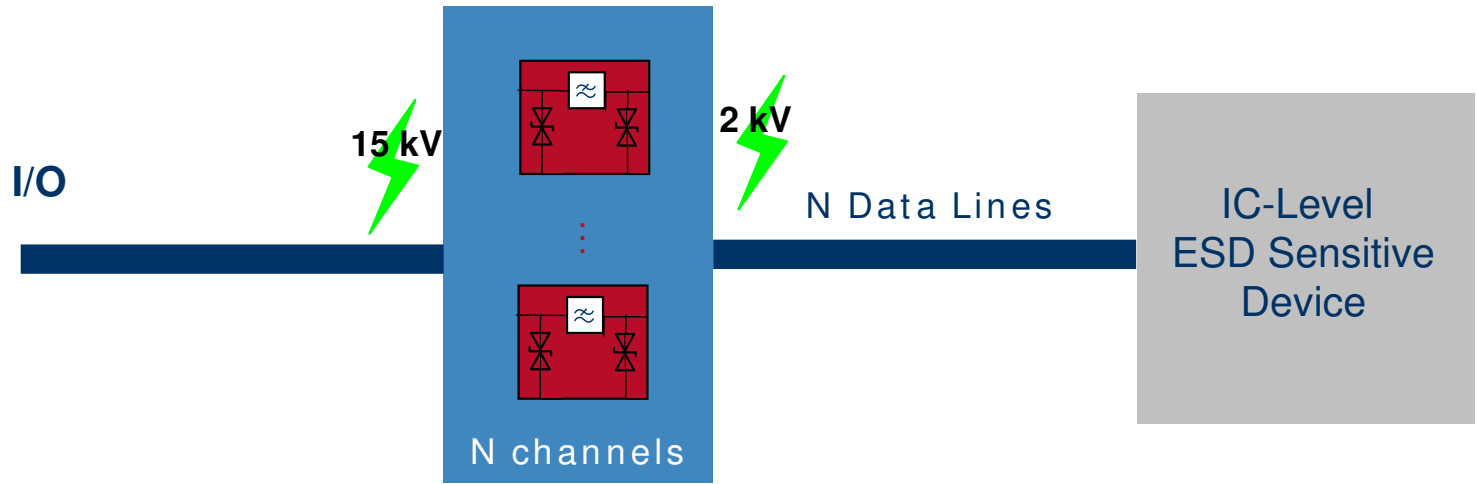 15 kV
2 kV
I/O
N Data Lines
IC-Level
ESD Sensitive
Device
≈
⋮
≈
N channels